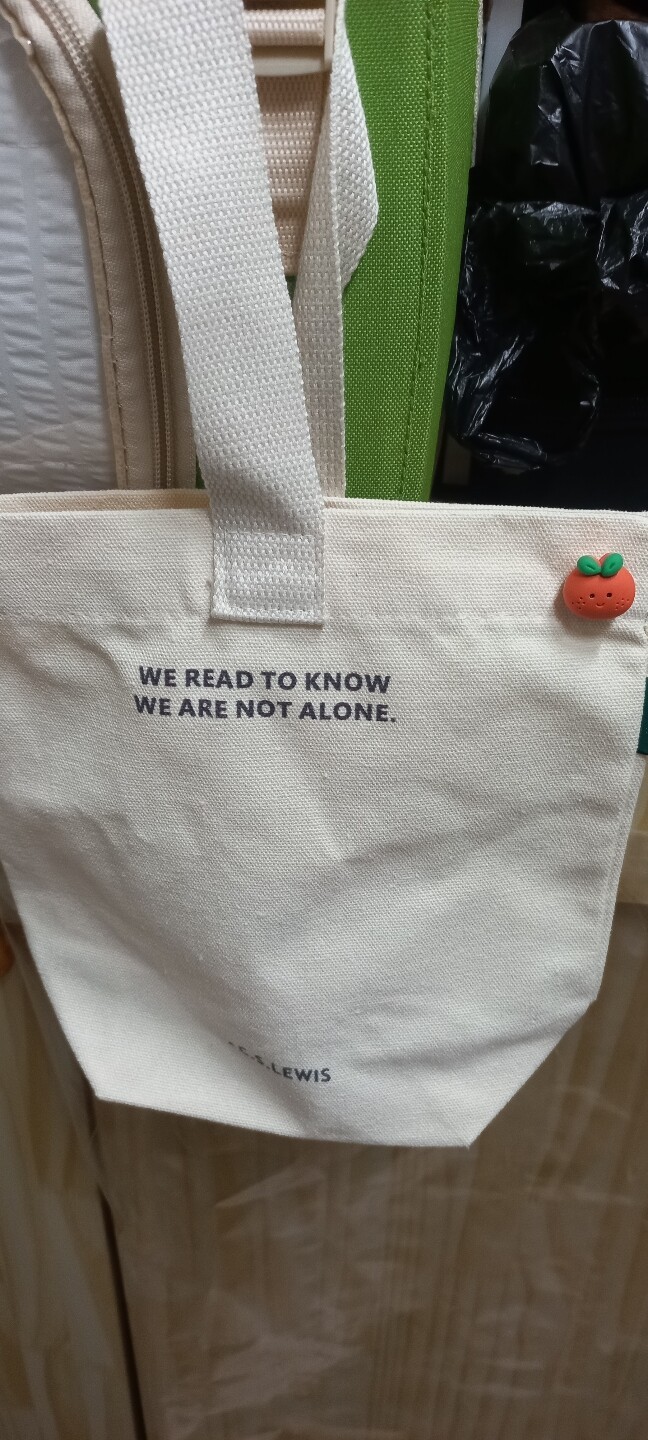 WE READ TO KNOW
WE ARE NOT ALONE.
C.S.LEWIS